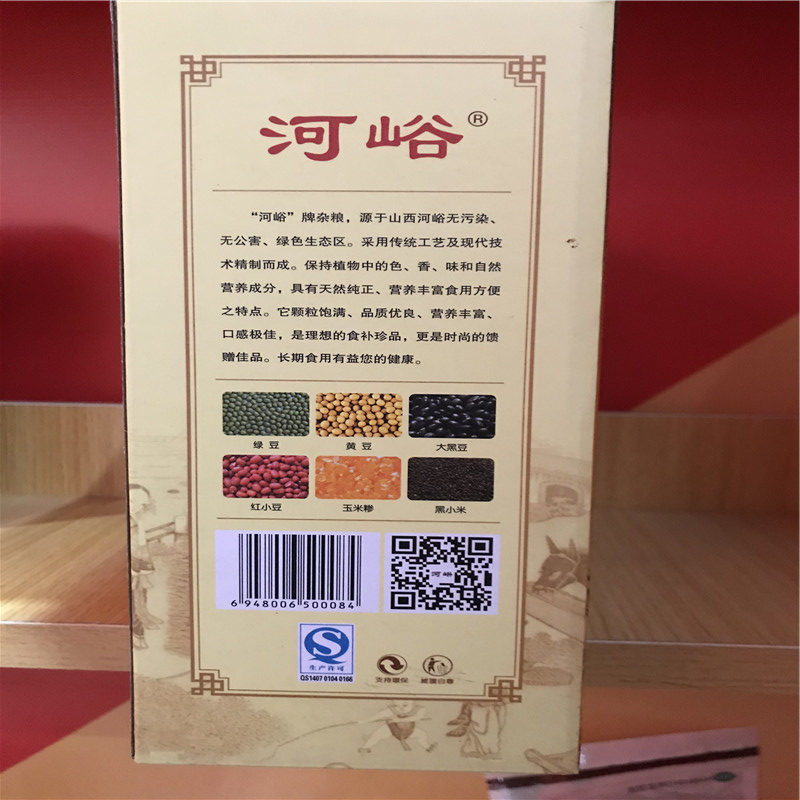 河峪®
“河峪”牌杂粮，源于山西河峪无污染、
无公害、绿色生态区。采用传统工艺及现代技
术精制而成。保持植物中的色、香、味和自然
营养成分，具有天然纯正、营养丰富食用方便
之特点。它颗粒饱满、品质优良、营养丰富、
口感极佳，是理想的食补珍品，更是时尚的馈
赠佳品。长期食用有益您的健康。
绿豆 黄豆 大黑豆
红小豆 玉米糁 黑小米
6 948006 500084
河峪
生产许可
QS1407 0104 0166
支持環保